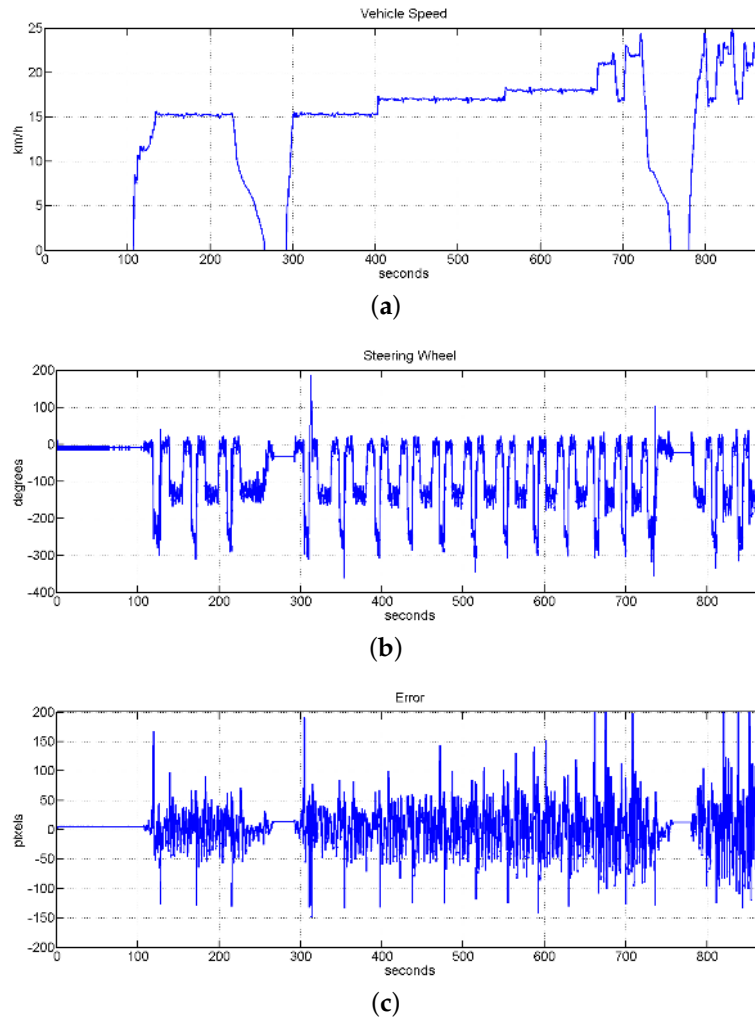 Vehicle Speed
25
20
15
10
5
0
km/h
0 100 200 300 400 500 600 700 800
seconds
(a)
Steering Wheel
200
100
0
-100
-200
-300
-400
degrees
0 100 200 300 400 500 600 700 800
seconds
(b)
Error
200
150
100
50
0
-50
-100
-150
-200
pixels
0 100 200 300 400 500 600 700 800
seconds
(c)